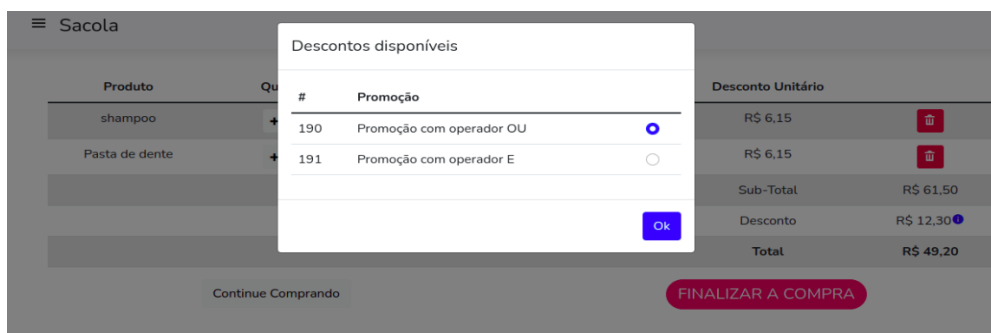 Sacola
Descontos disponíveis
Produto Qu # Promoção Desconto Unitário
shampoo 190 Promoção com operador OU R$ 6,15
Pasta de dente 191 Promoção com operador E R$ 6,15
Sub-Total R$ 61,50
Desconto R$ 12,30
Ok
Total R$ 49,20
Continue Comprando FINALIZAR A COMPRA